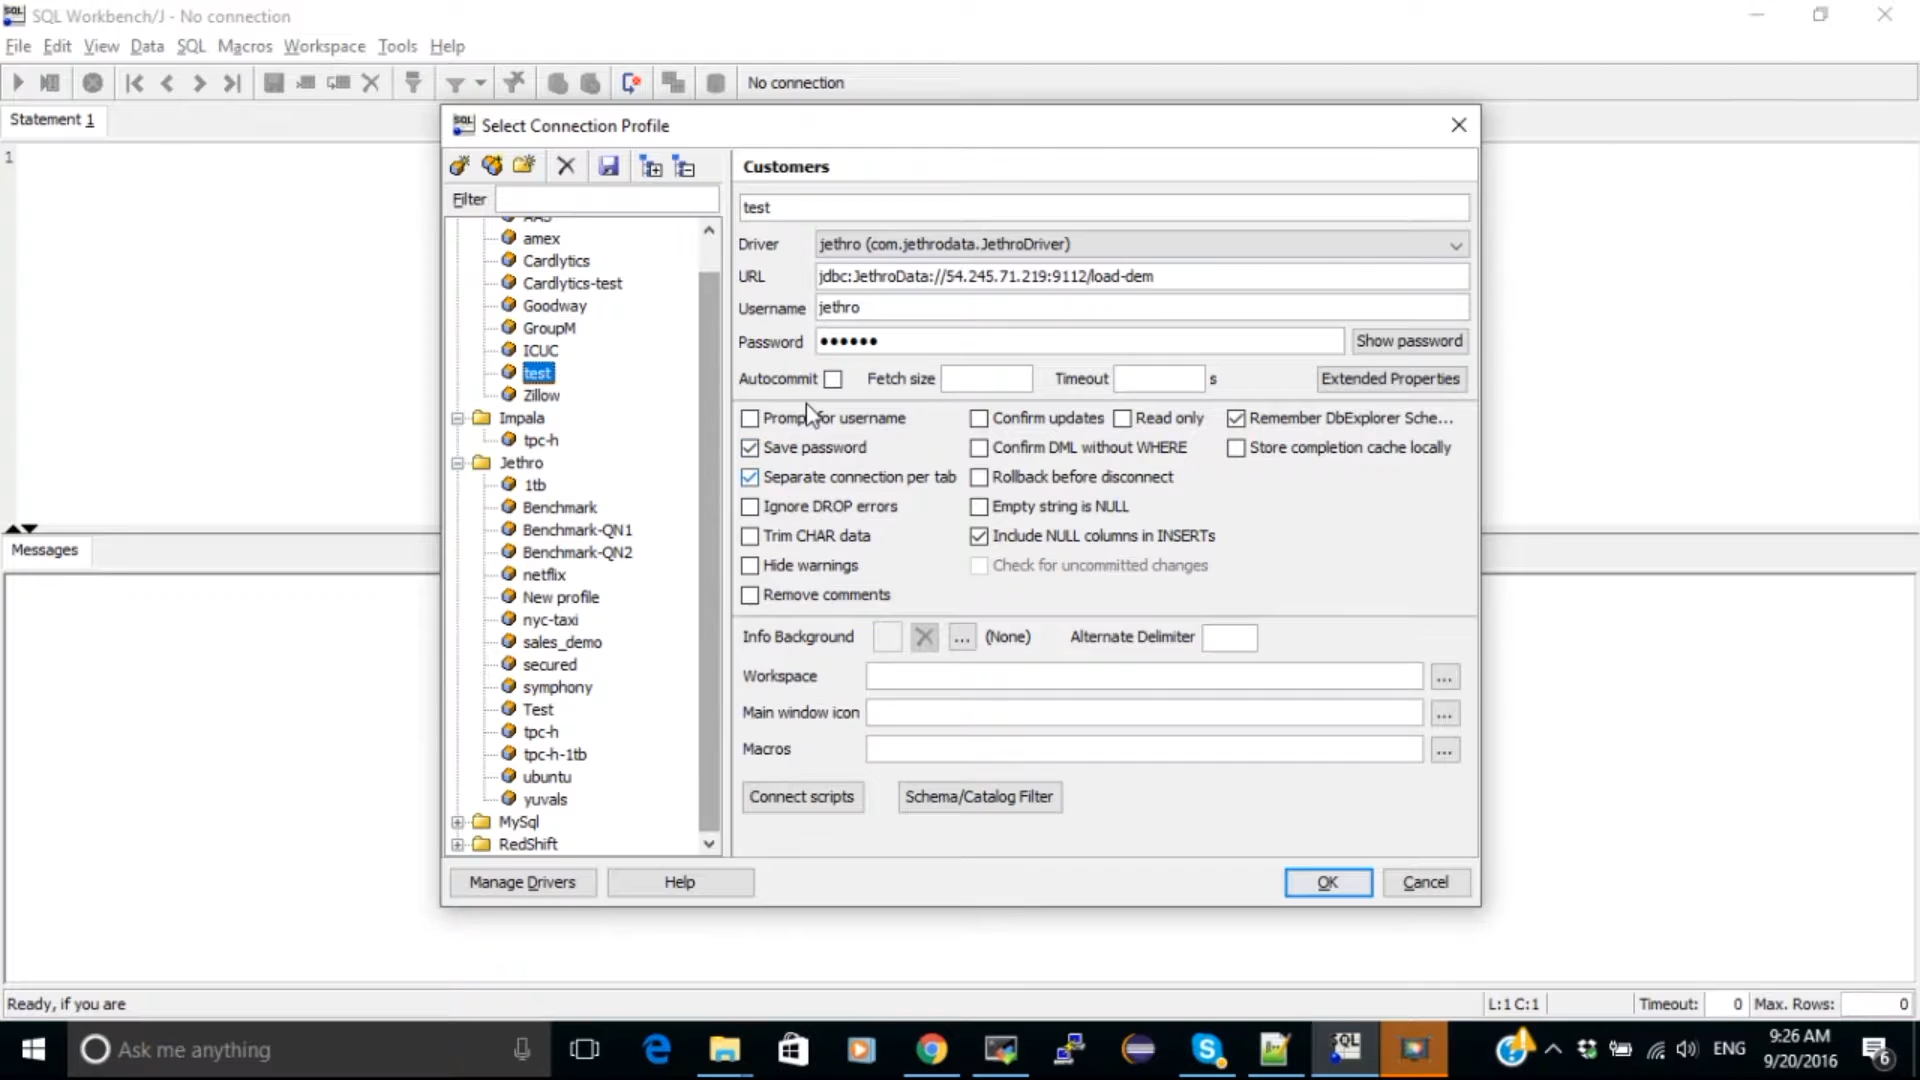 SQL Workbench/J - No connection
File Edit View Data SQL Macros Workspace Tools Help
No connection
Statement 1
1
Select Connection Profile
Filter
amex
Cardlytics
Cardlytics-test
Goodway
GroupM
ICUC
test
Zillow
Impala
tpc-h
Jethro
1tb
Benchmark
Benchmark-QN1
Benchmark-QN2
netflix
New profile
nyc-taxi
sales_demo
secured
symphony
Test
tpc-h
tpc-h-1tb
ubuntu
yuvals
MySql
RedShift
Customers
test
Driver jethro (com.jethrodata.JethroDriver)
URL jdbc:JethroData://54.245.71.219:9112/load-dem
Username jethro
Password •••••• Show password
Autocommit Fetch size Timeout s Extended Properties
Prompt for username Confirm updates Read only Remember DbExplorer Sche...
Save password Confirm DML without WHERE Store completion cache locally
Separate connection per tab Rollback before disconnect
Ignore DROP errors Empty string is NULL
Trim CHAR data Include NULL columns in INSERTs
Hide warnings Check for uncommitted changes
Remove comments
Info Background ... (None) Alternate Delimiter
Workspace ...
Main window icon ...
Macros ...
Connect scripts Schema/Catalog Filter
Manage Drivers Help OK Cancel
Messages
Ready, if you are L:1 C:1 Timeout: 0 Max. Rows: 0
Ask me anything ENG 9:26 AM
9/20/2016 6